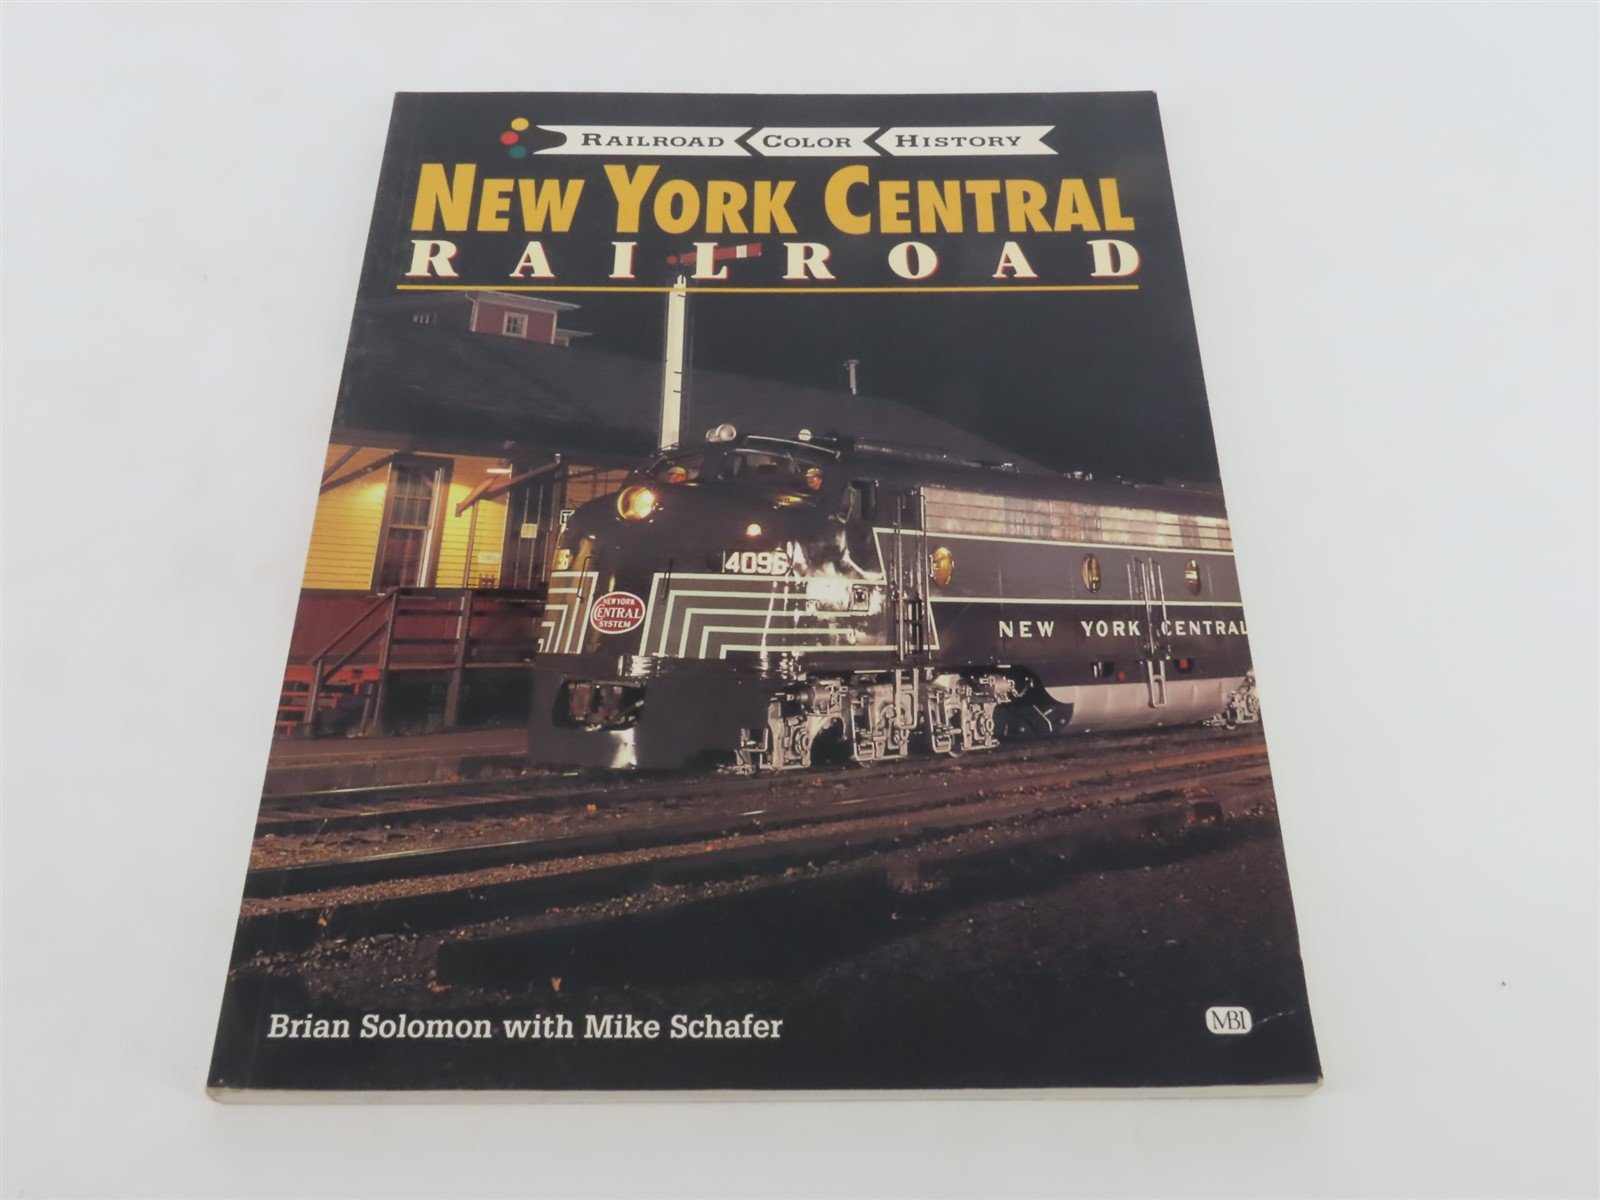 RAILROAD COLOR HISTORY
NEW YORK CENTRAL
RAILROAD
4096
6
NEW YORK
CENTRAL
SYSTEM
NEW YORK CENTRAL
Brian Solomon with Mike Schafer
MBI